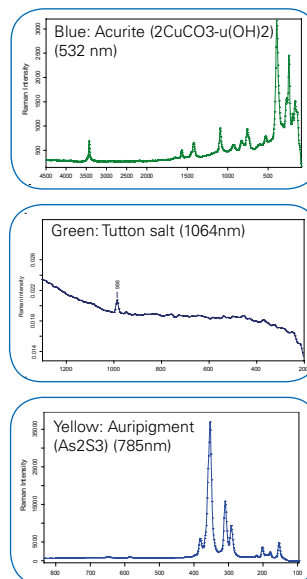 Blue: Acurite (2CuCO3-u(OH)2)
(532 nm)
Raman Intensity
3000
2500
2000
1500
1000
500
4500 4000 3500 3000 2500 2000 1500 1000 500
Green: Tutton salt (1064nm)
Raman Intensity
0.026
0.022
0.018
0.014
986
1200 1000 800 600 400 200
Yellow: Auripigment
(As2S3) (785nm)
Raman Intensity
35000
25000
15000
5000
0
800 700 600 500 400 300 200 100